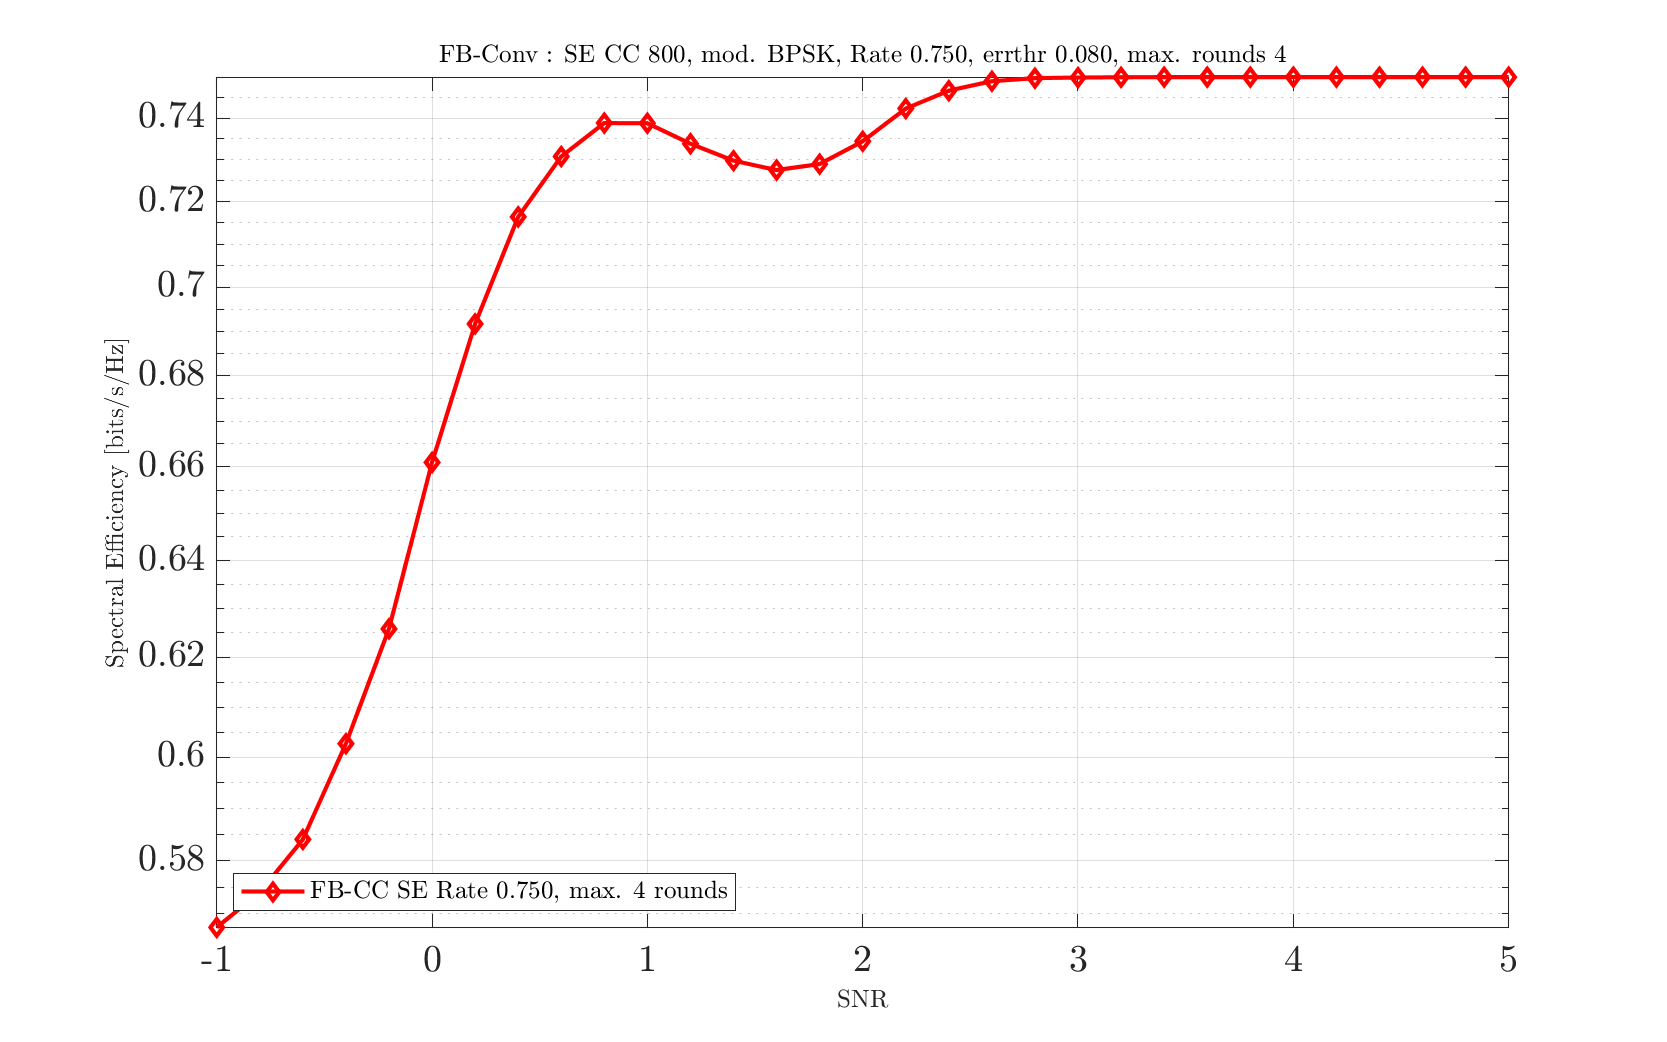 FB-Conv : SE CC 800, mod. BPSK, Rate 0.750, errthr 0.080, max. rounds 4
Spectral Efficiency [bits/s/Hz]
0.74
0.72
0.7
0.68
0.66
0.64
0.62
0.6
0.58
FB-CC SE Rate 0.750, max. 4 rounds
-1 0 1 2 3 4 5
SNR